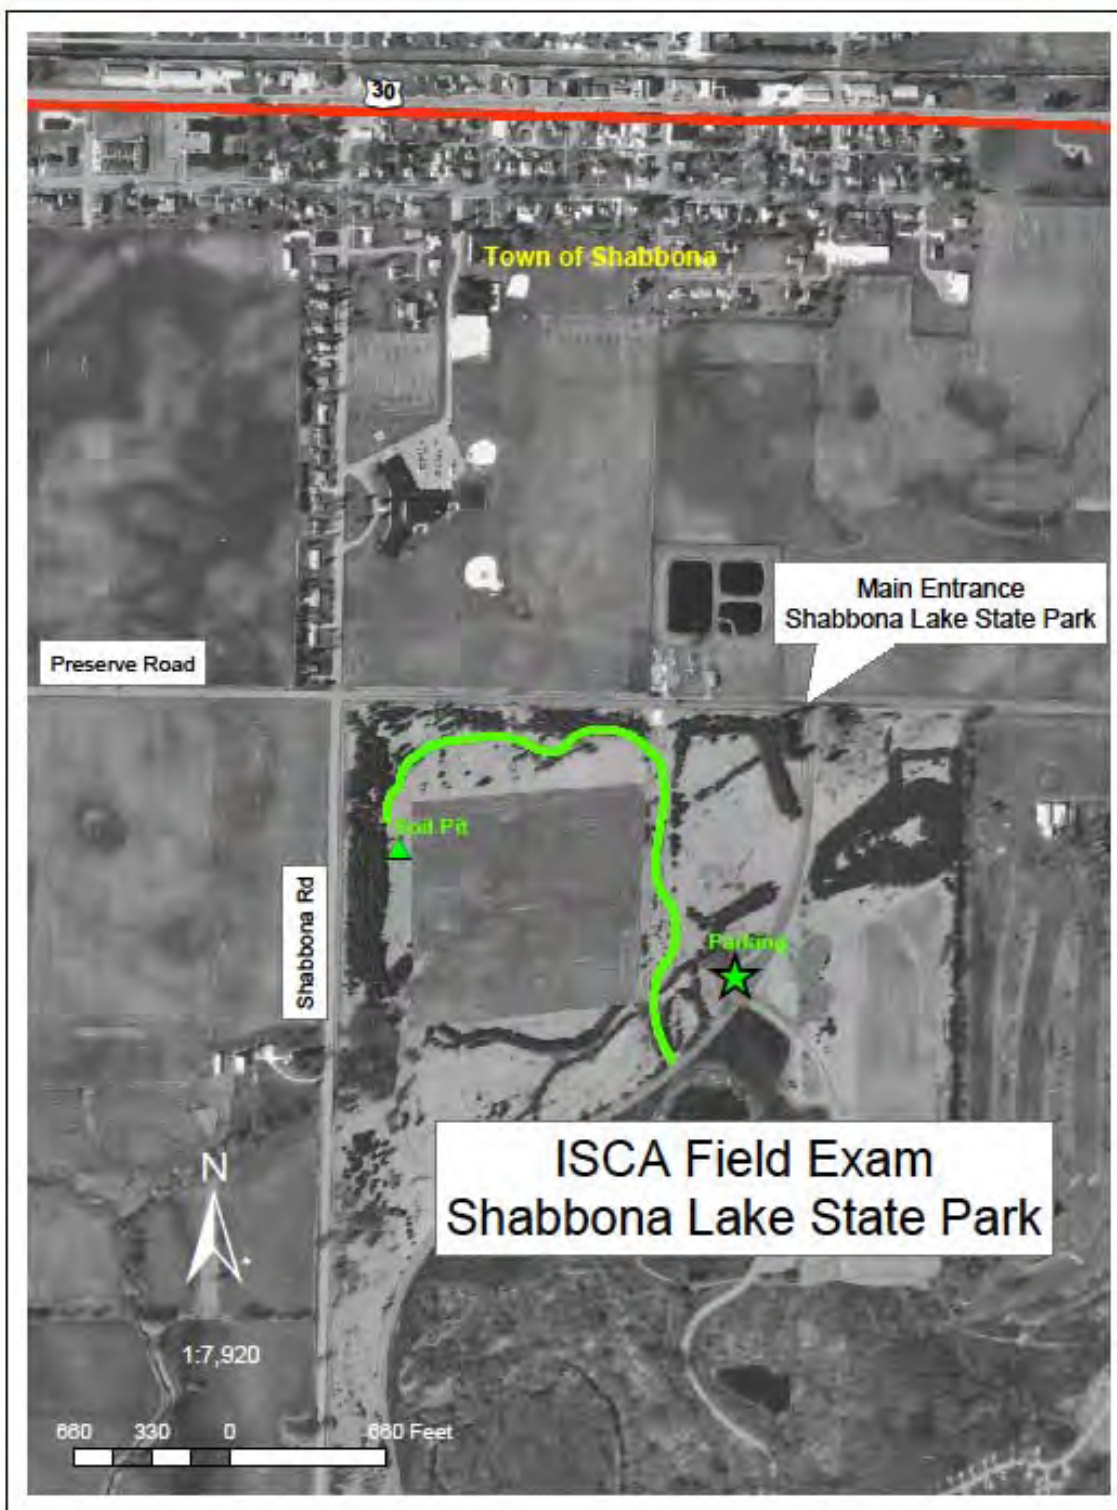 30
Town of Shabbona
Main Entrance
Shabbona Lake State Park
Preserve Road
Soil Pit
Shabbona Rd
Parking
ISCA Field Exam
Shabbona Lake State Park
N
1:7,920
660 330 0 660 Feet